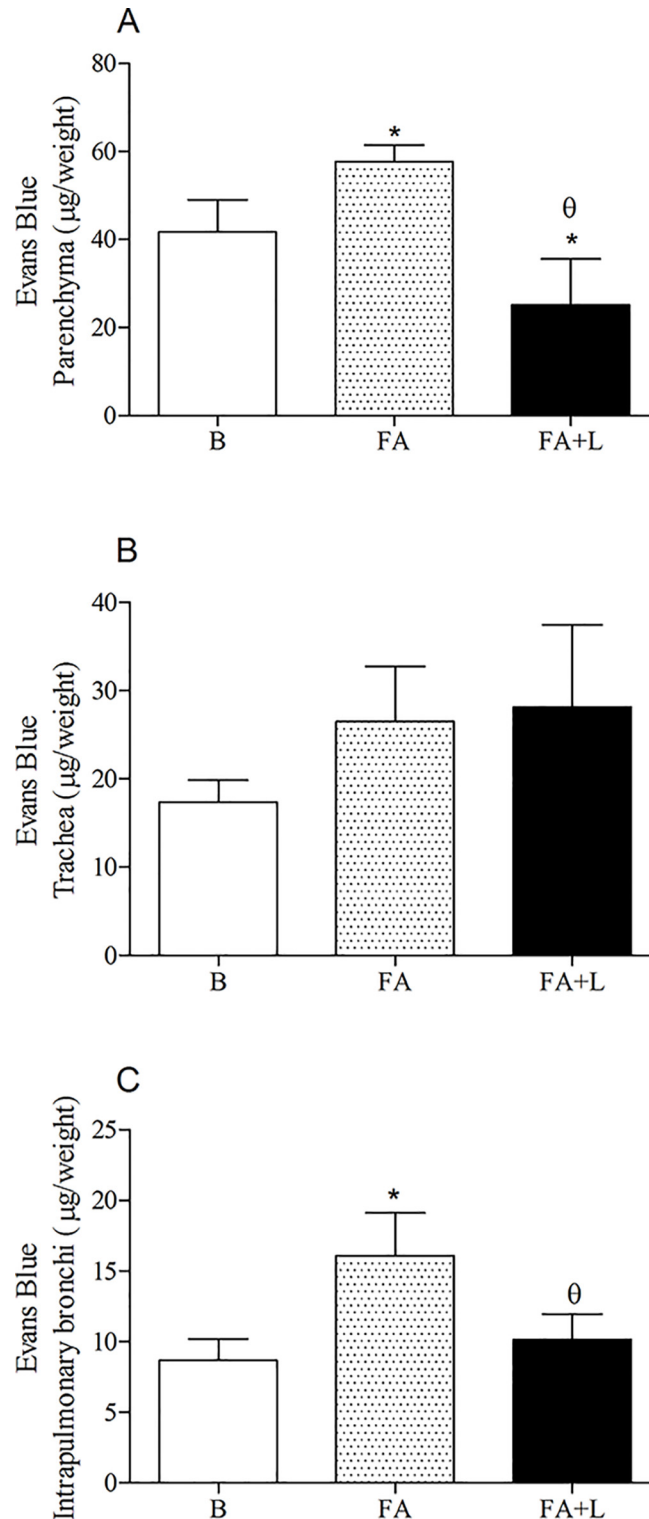 A
Evans Blue
Parenchyma (μg/weight)
80
60
40
20
0
*
θ
*
B
FA
FA+L
B
Evans Blue
Trachea (μg/weight)
40
30
20
10
0
B
FA
FA+L
C
Evans Blue
Intrapulmonary bronchi ( μg/weight)
25
20
15
10
5
0
*
θ
B
FA
FA+L